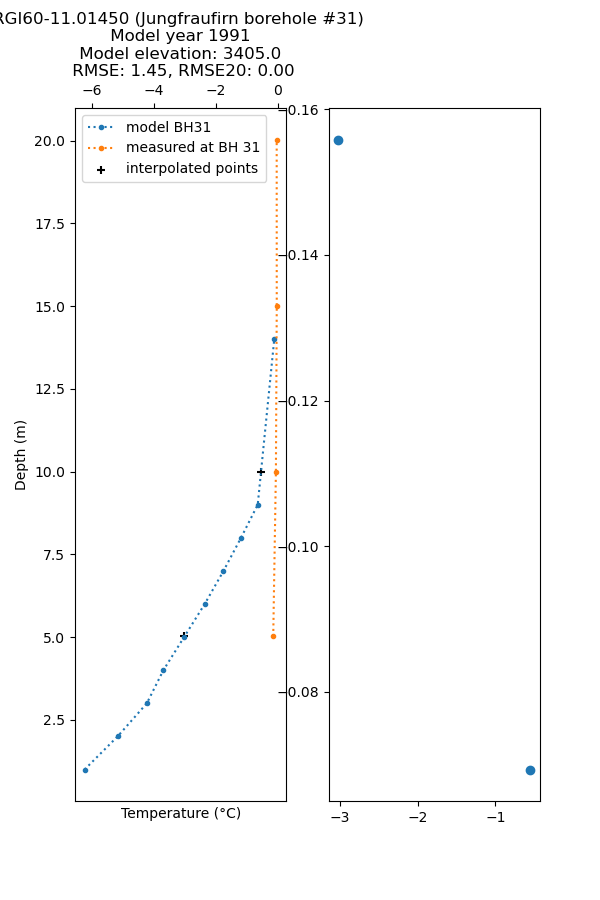 RGI60-11.01450 (Jungfraufirn borehole #31)
Model year 1991
Model elevation: 3405.0
RMSE: 1.45, RMSE20: 0.00
−6 −4 −2 0
model BH31
measured at BH 31
interpolated points
20.0
17.5
15.0
12.5
10.0
7.5
5.0
2.5
Depth (m)
Temperature (°C)
−0.16
−0.14
−0.12
−0.10
−0.08
−3 −2 −1